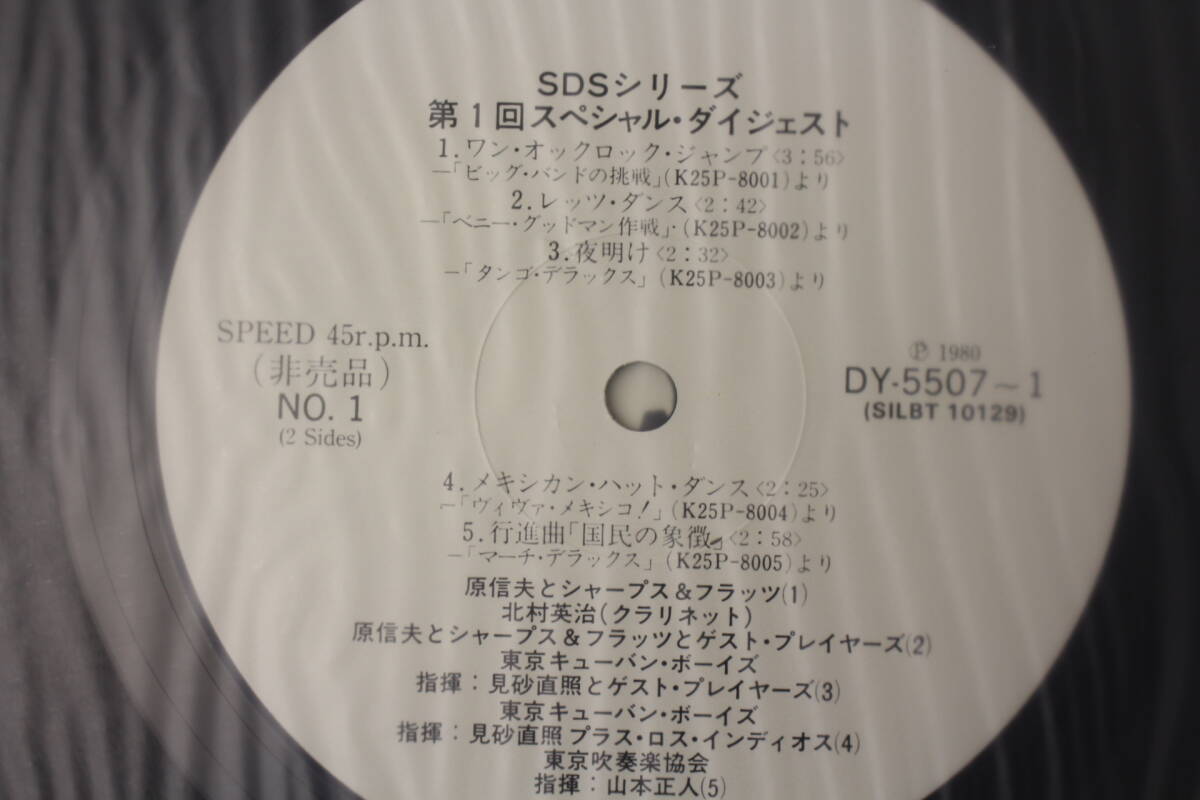 SDSシリーズ
第1回スペシャル・ダイジェスト
1.ワン・オックロック・ジャンプ〈3:56〉
—「ビッグ・バンドの挑戦」(K25P-8001)より
2.レッツ・ダンス〈2:42〉
—「ベニー・グッドマン作戦」(K25P-8002)より
3.夜明け〈2:32〉
—「タンゴ・デラックス」(K25P-8003)より
SPEED 45r.p.m.
(非売品)
NO. 1
(2 Sides)
Ⓟ 1980
DY-5507~1
(SILBT 10129)
4.メキシカン・ハット・ダンス〈2:25〉
—「ヴィヴァ・メキシコ!」(K25P-8004)より
5.行進曲「国民の象徴」〈2:58〉
—「マーチ・デラックス」(K25P-8005)より
原信夫とシャープス&フラッツ(1)
北村英治(クラリネット)
原信夫とシャープス&フラッツとゲスト・プレイヤーズ(2)
東京キューバン・ボーイズ
指揮:見砂直照とゲスト・プレイヤーズ(3)
東京キューバン・ボーイズ
指揮:見砂直照 プラス・ロス・インディオス(4)
東京吹奏楽協会
指揮:山本正人(5)